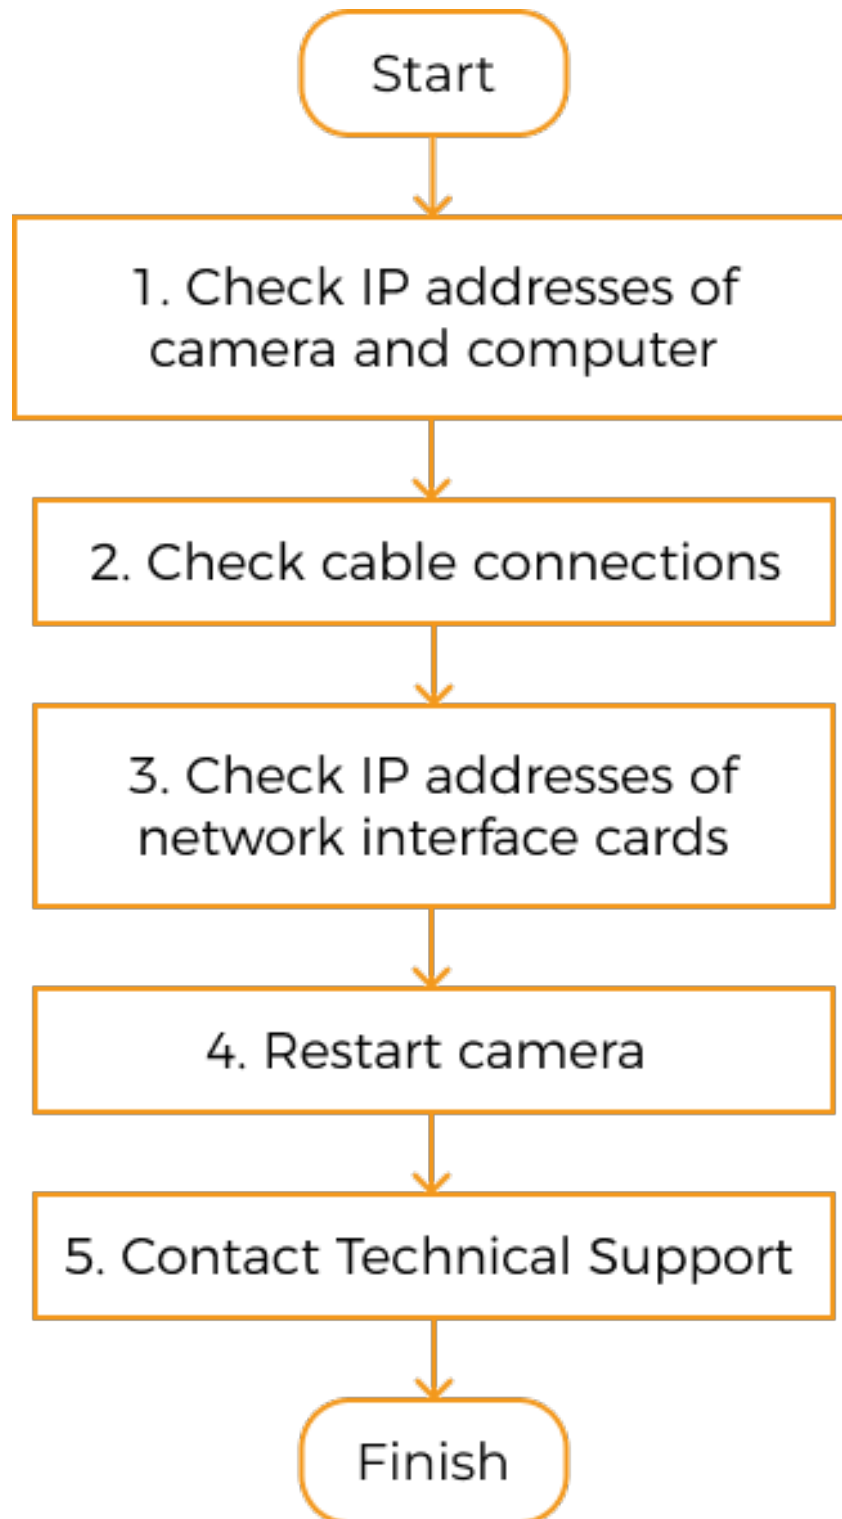 Start
1. Check IP addresses of
camera and computer
2. Check cable connections
3. Check IP addresses of
network interface cards
4. Restart camera
5. Contact Technical Support
Finish